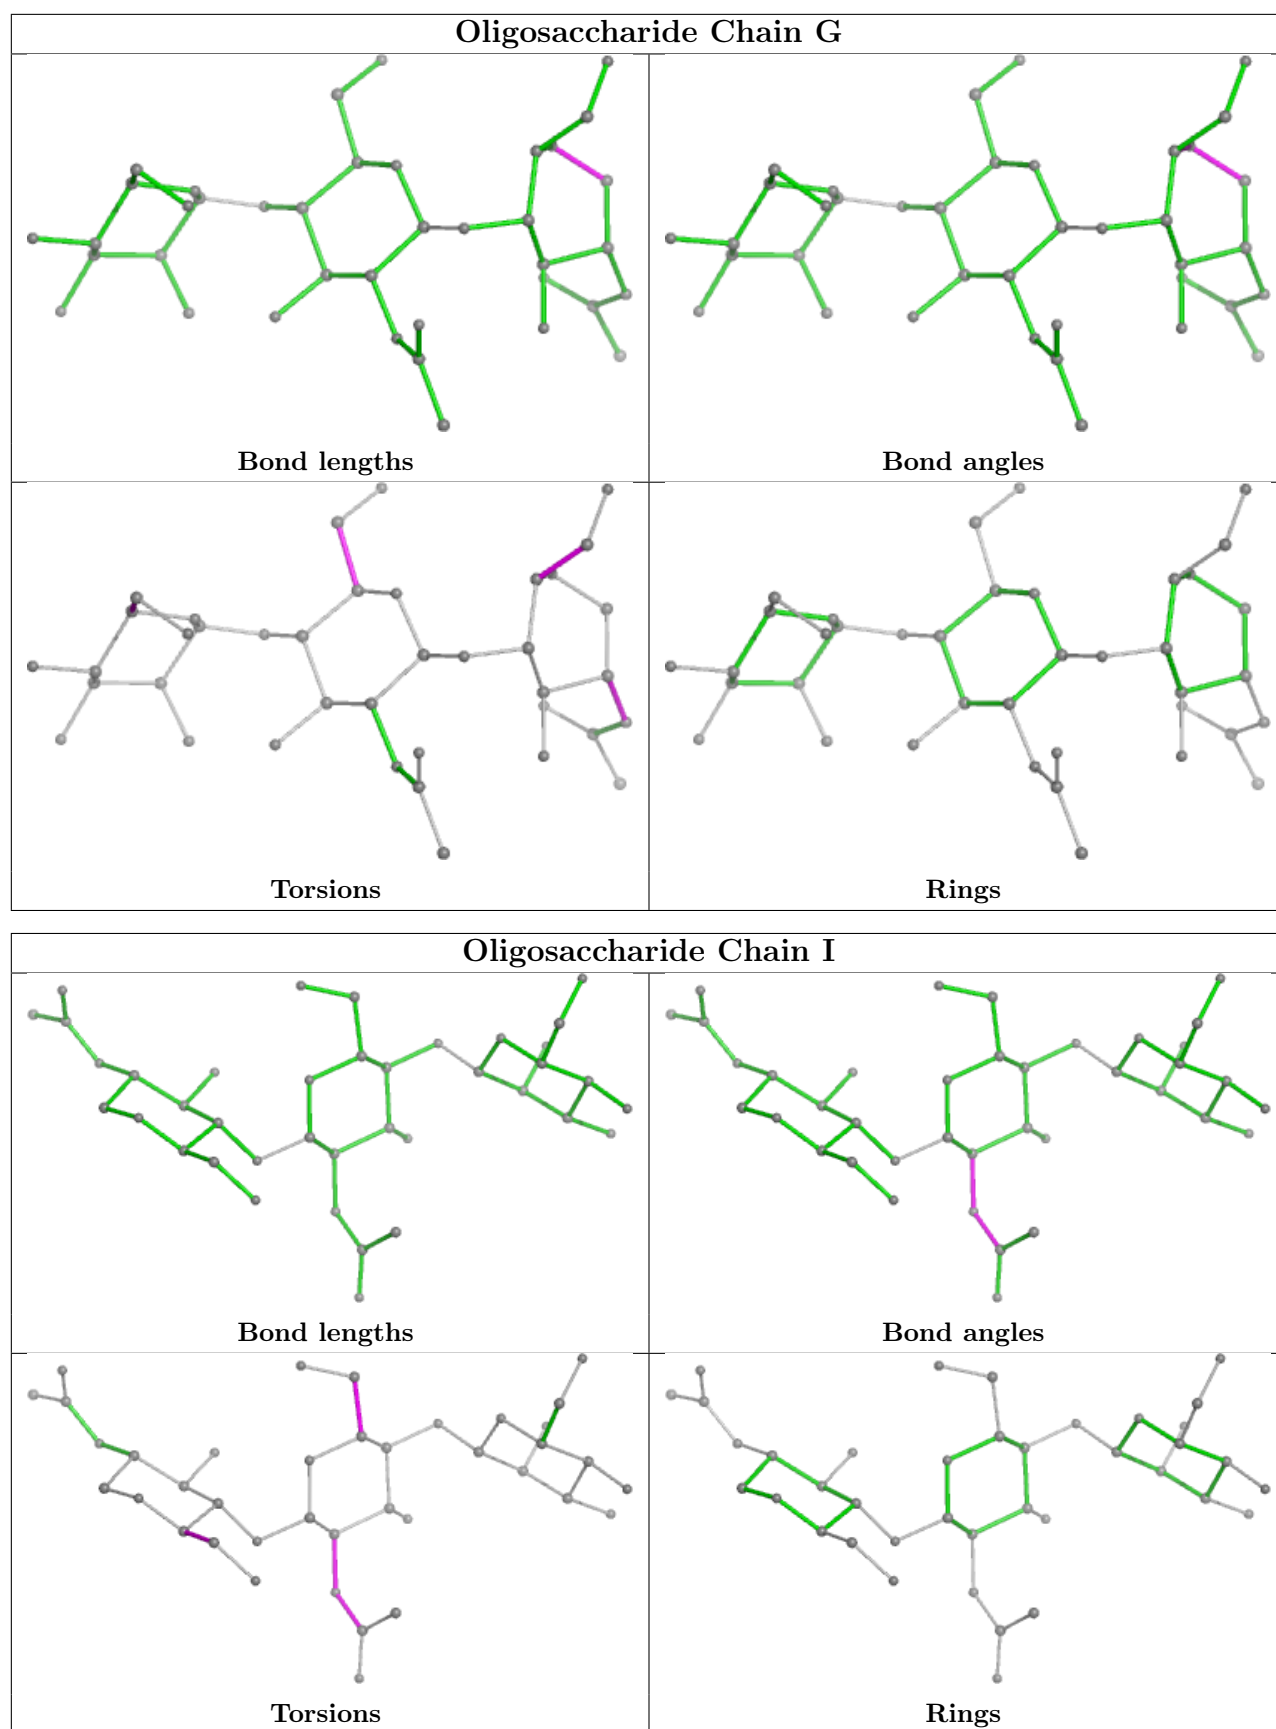 Oligosaccharide Chain G
Bond lengths
Bond angles
Torsions
Rings
Oligosaccharide Chain I
Bond lengths
Bond angles
Torsions
Rings